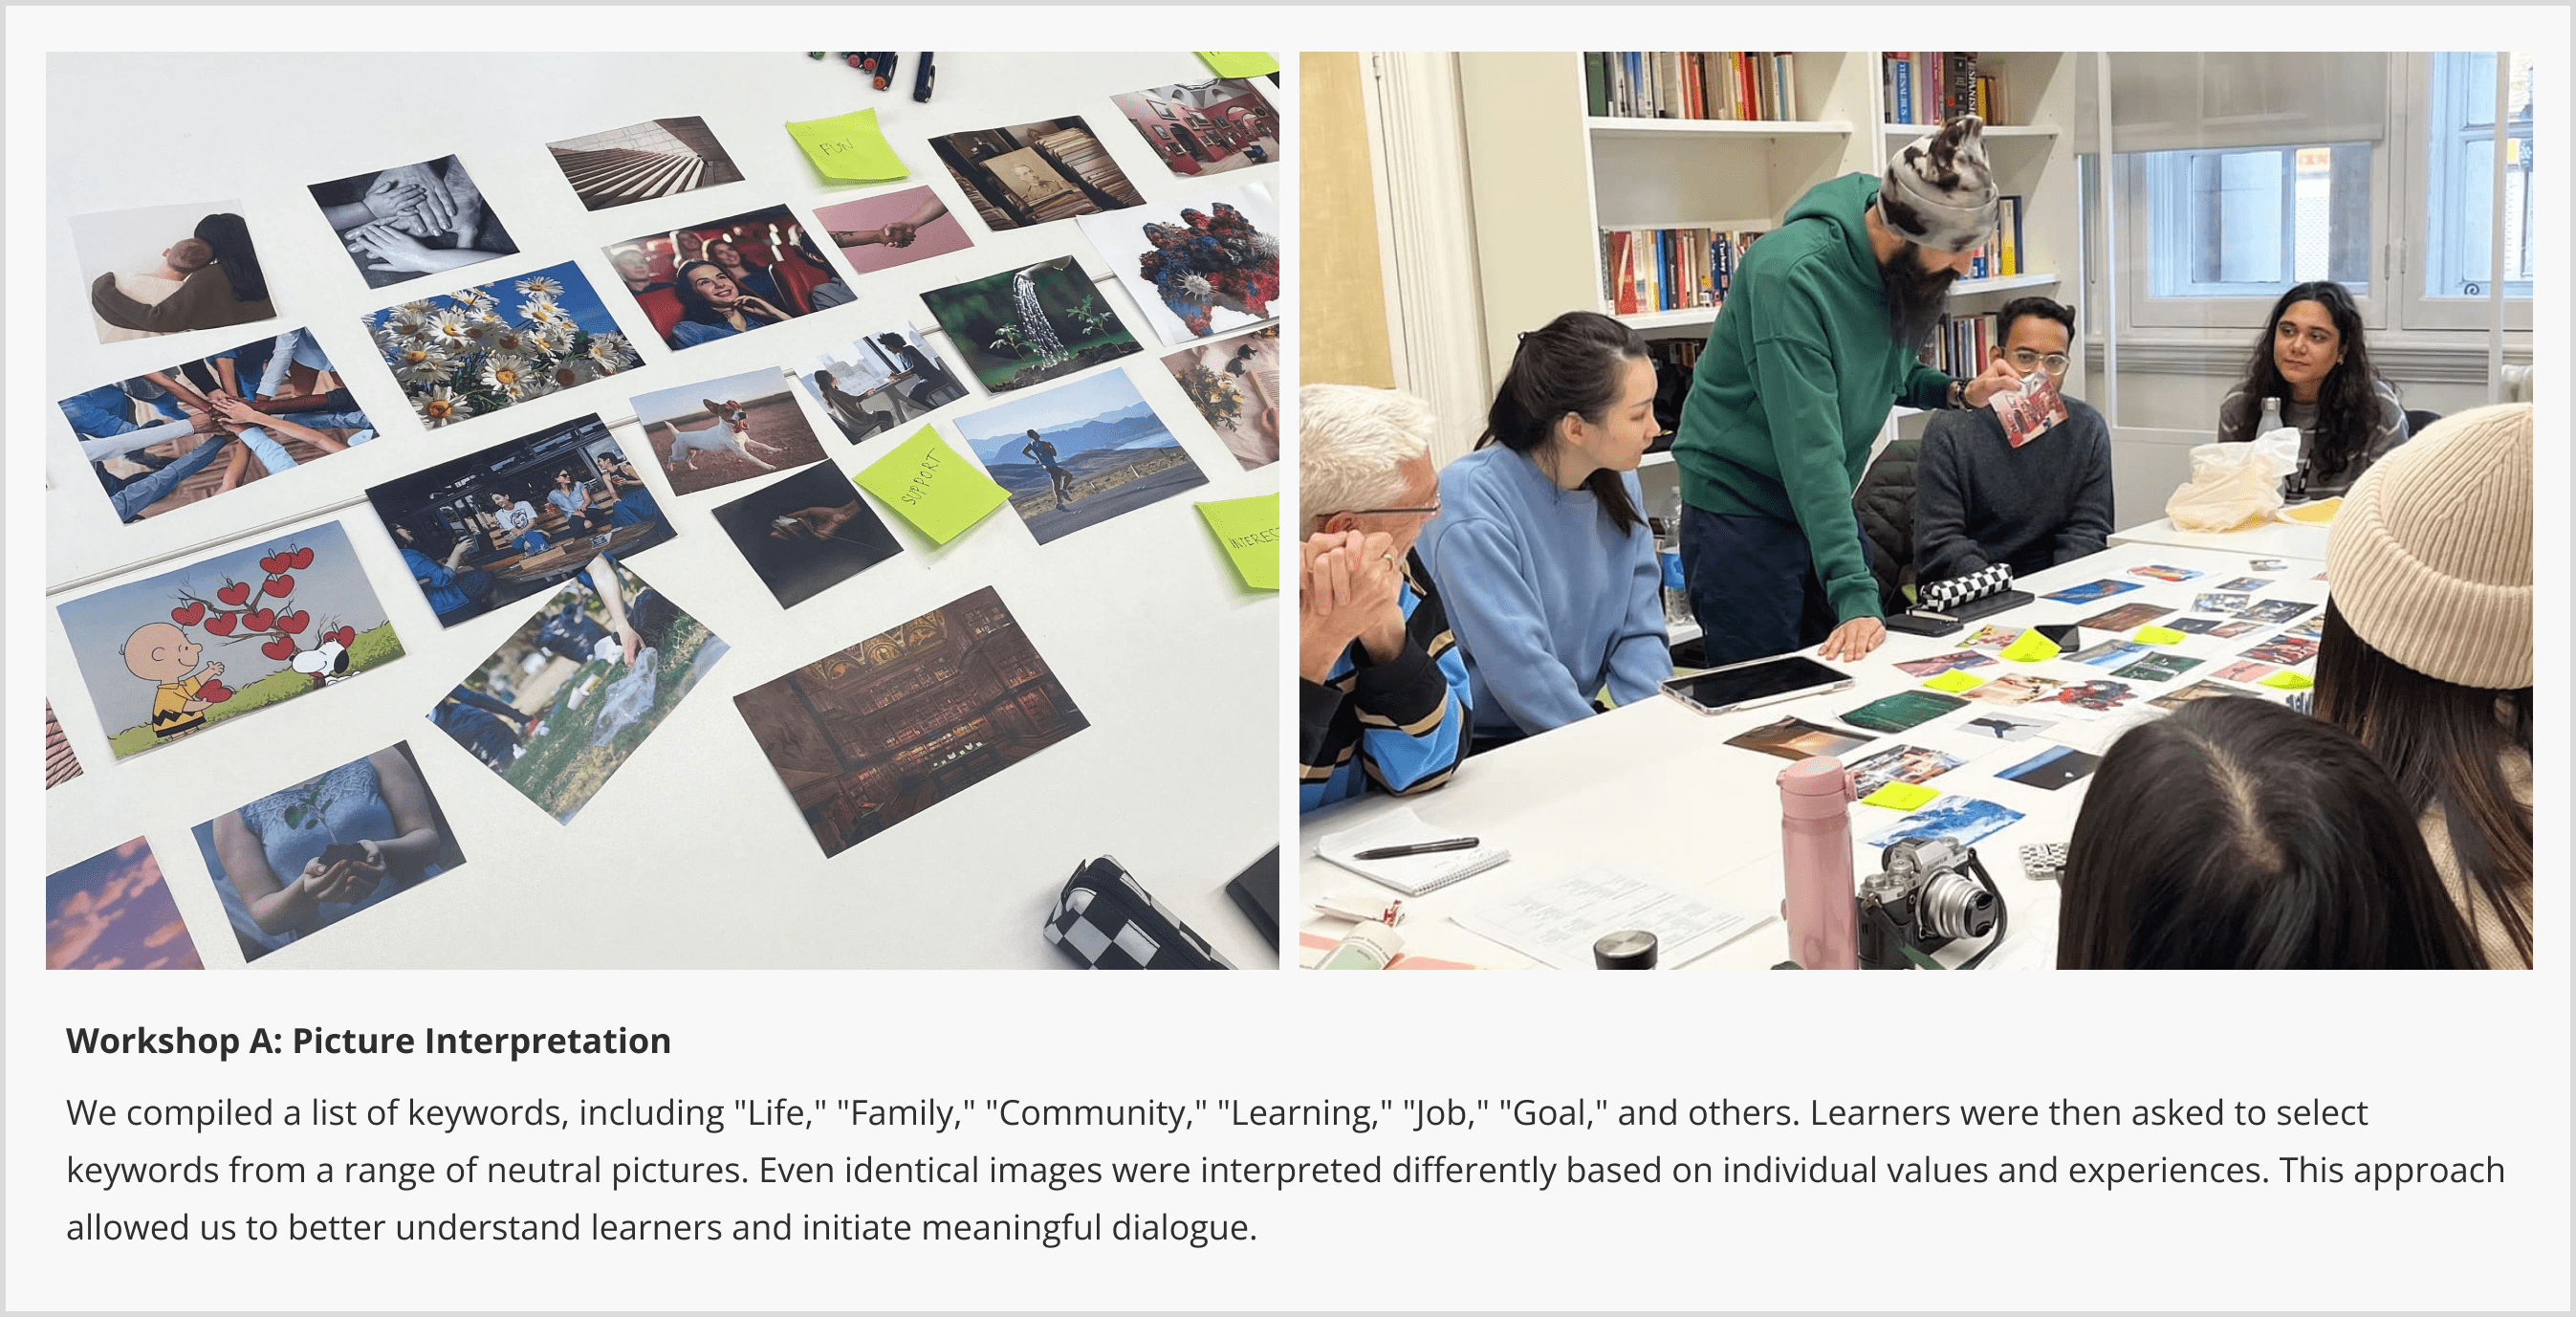 FUN
SUPPORT
THESAURUS
SPANISH
Workshop A: Picture Interpretation
We compiled a list of keywords, including "Life," "Family," "Community," "Learning," "Job," "Goal," and others. Learners were then asked to select
keywords from a range of neutral pictures. Even identical images were interpreted differently based on individual values and experiences. This approach
allowed us to better understand learners and initiate meaningful dialogue.